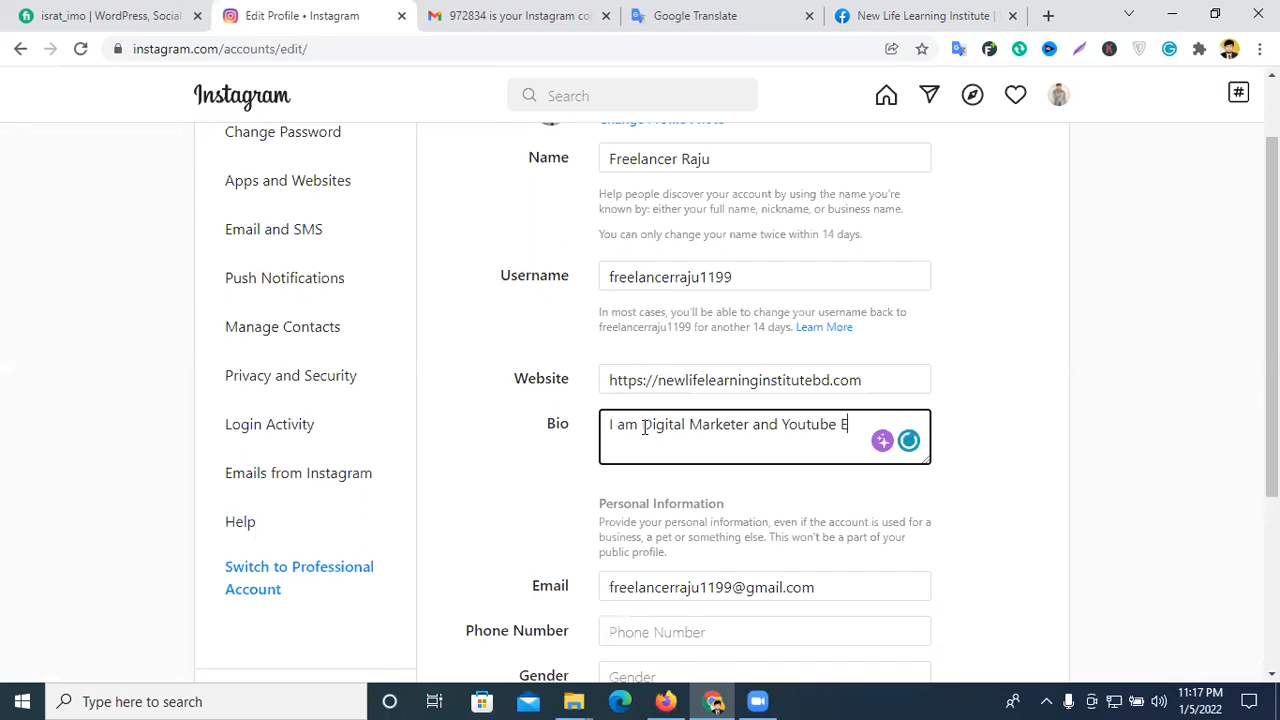 israt_imo | WordPress, Social
Edit Profile • Instagram
972834 is your Instagram co
Google Translate
New Life Learning Institute |
instagram.com/accounts/edit/
Instagram
Search
Change Password
Apps and Websites
Email and SMS
Push Notifications
Manage Contacts
Privacy and Security
Login Activity
Emails from Instagram
Help
Switch to Professional
Account
Change Profile Photo
Name
Freelancer Raju
Help people discover your account by using the name you're
known by: either your full name, nickname, or business name.
You can only change your name twice within 14 days.
Username
freelancerraju1199
In most cases, you'll be able to change your username back to
freelancerraju1199 for another 14 days. Learn More
Website
https://newlifelearninginstitutebd.com
Bio
I am Digital Marketer and Youtube E
Personal Information
Provide your personal information, even if the account is used for a
business, a pet or something else. This won't be a part of your
public profile.
Email
freelancerraju1199@gmail.com
Phone Number
Phone Number
Gender
Gender
Type here to search
11:17 PM
1/5/2022